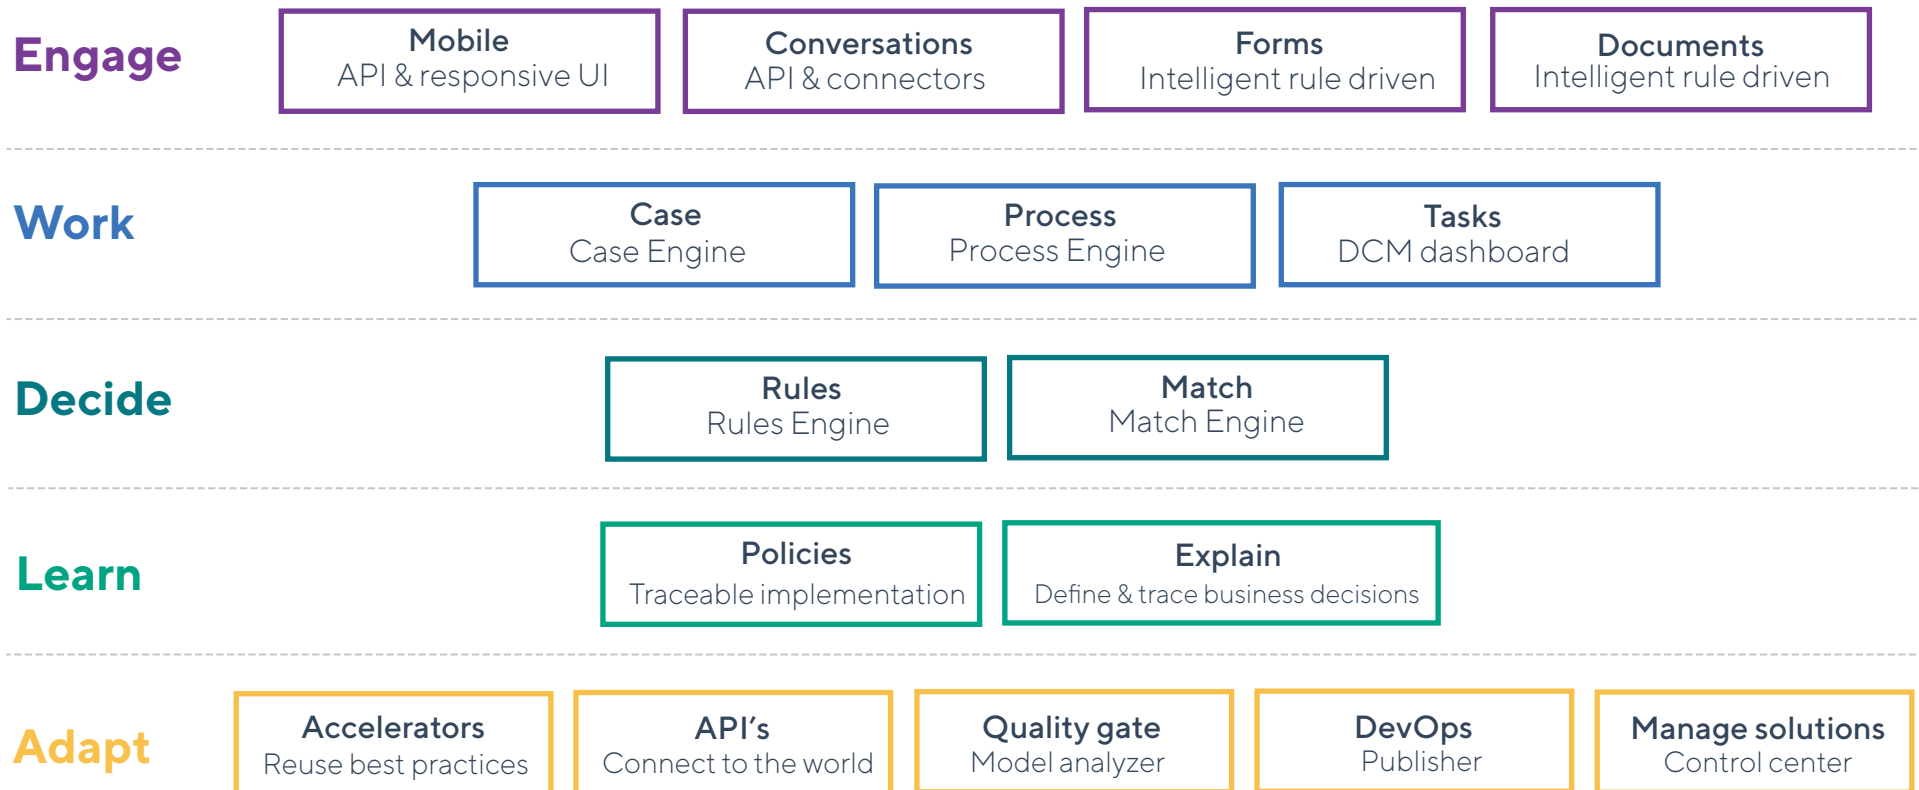 Engage
Mobile
API & responsive UI
Conversations
API & connectors
Forms
Intelligent rule driven
Documents
Intelligent rule driven
Work
Case
Case Engine
Process
Process Engine
Tasks
DCM dashboard
Decide
Rules
Rules Engine
Match
Match Engine
Learn
Policies
Traceable implementation
Explain
Define & trace business decisions
Adapt
Accelerators
Reuse best practices
API's
Connect to the world
Quality gate
Model analyzer
DevOps
Publisher
Manage solutions
Control center